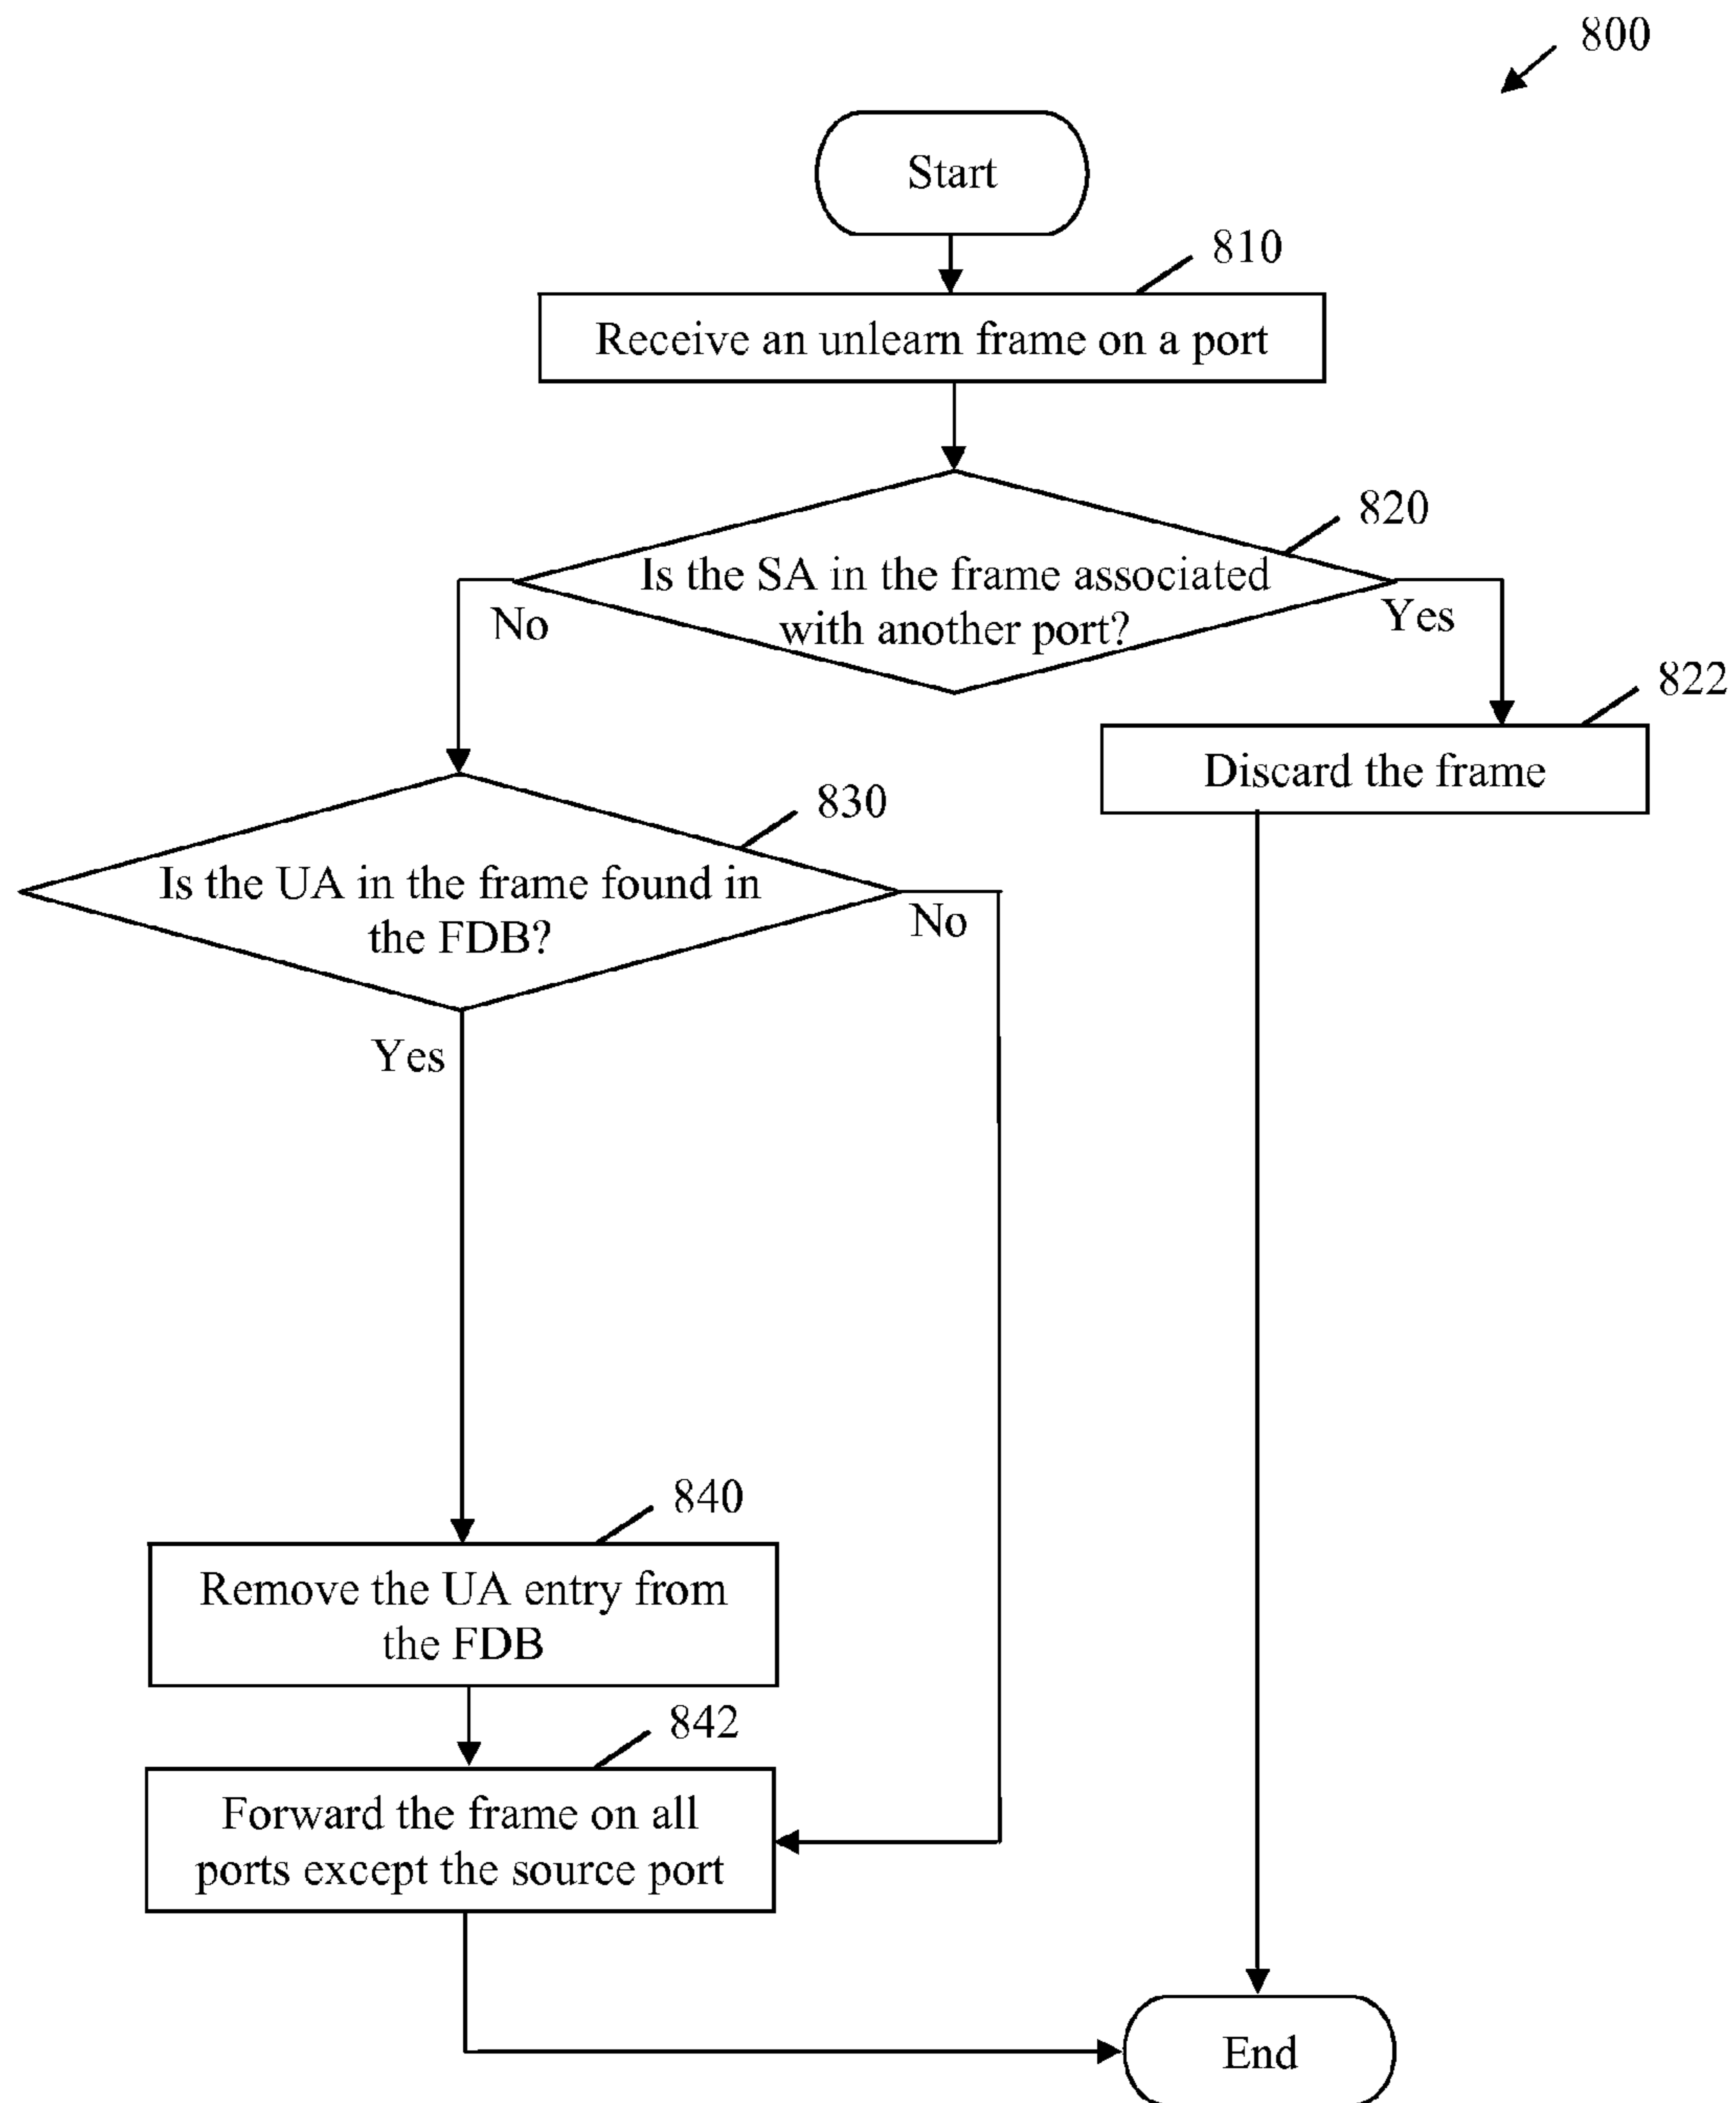 800
Start
810
Receive an unlearn frame on a port
820
Is the SA in the frame associated
with another port?
No
Yes
822
Discard the frame
830
Is the UA in the frame found in
the FDB?
No
Yes
840
Remove the UA entry from
the FDB
842
Forward the frame on all
ports except the source port
End